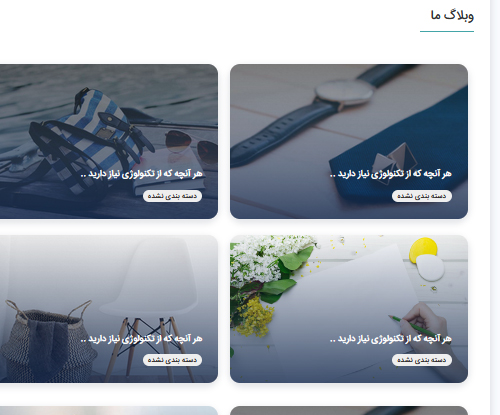 وبلاگ ما
هر آنچه که از تکنولوژی نیاز دارید ..
دسته بندی نشده
هر آنچه که از تکنولوژی نیاز دارید ..
دسته بندی نشده
هر آنچه که از تکنولوژی نیاز دارید ..
دسته بندی نشده
هر آنچه که از تکنولوژی نیاز دارید ..
دسته بندی نشده